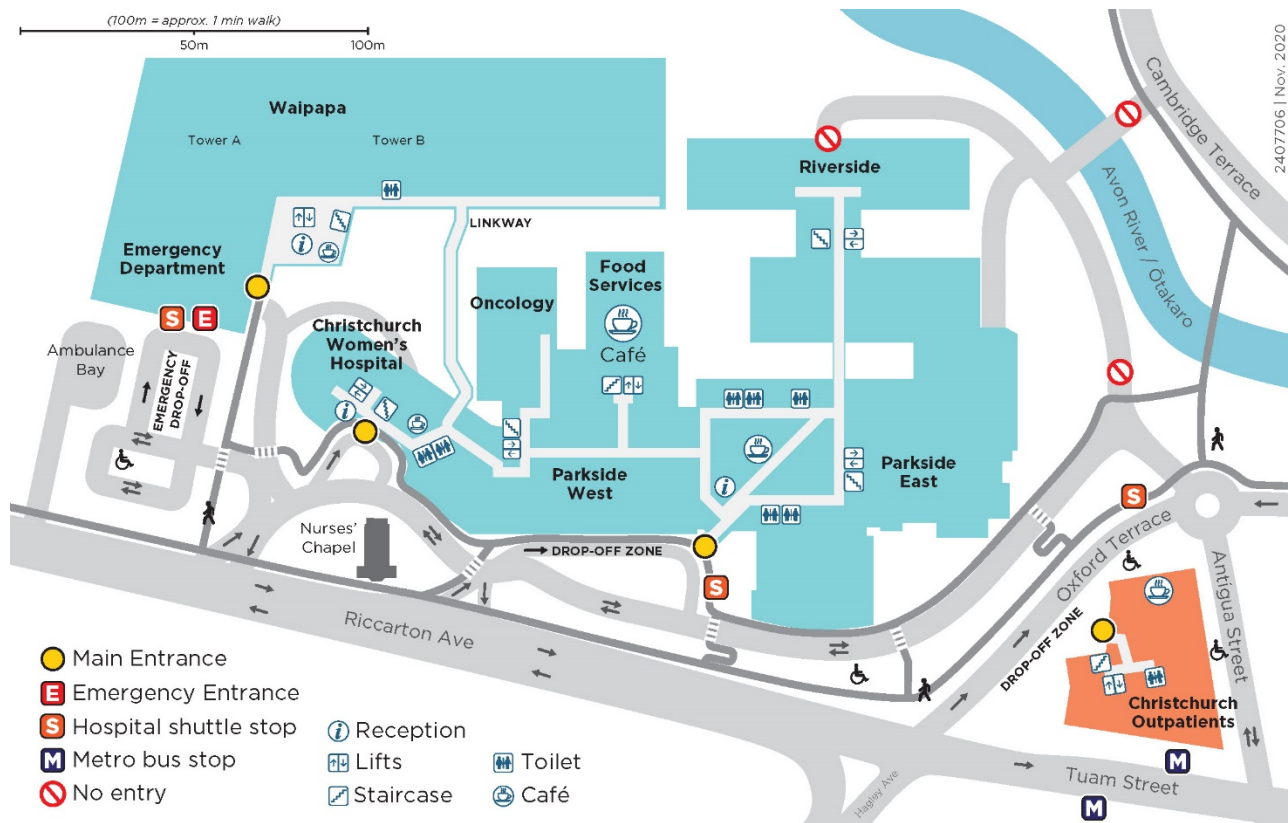 (100m = approx. 1 min walk)
50m
100m
2407706 | Nov. 2020
Waipapa
Tower A
Tower B
Riverside
Cambridge Terrace
Avon River / Ōtakaro
LINKWAY
Emergency
Department
Oncology
Food
Services
Café
S
E
Christchurch
Women's
Hospital
Ambulance
Bay
EMERGENCY
DROP-OFF
Parkside
West
Parkside
East
Nurses'
Chapel
DROP-OFF ZONE
S
S
Oxford Terrace
DROP-OFF ZONE
Antigua Street
Riccarton Ave
Christchurch
Outpatients
Hagley Ave
Tuam Street
M
M
Main Entrance
E Emergency Entrance
S Hospital shuttle stop
M Metro bus stop
No entry
i Reception
Lifts
Staircase
Toilet
Café